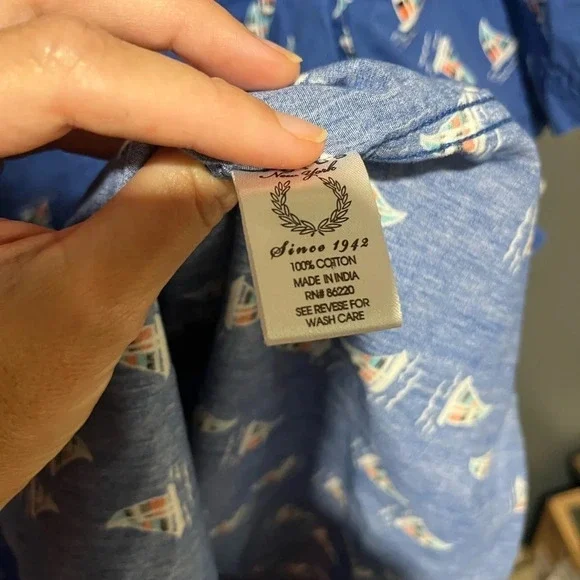 New York
Since 1942
100% COTTON
MADE IN INDIA
RN# 86220
SEE REVESE FOR
WASH CARE